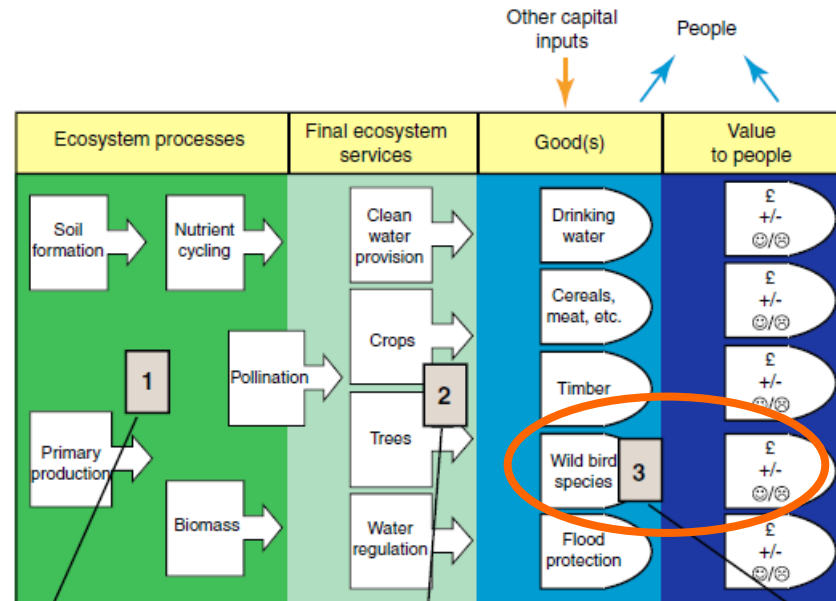 Other capital
inputs
People
Ecosystem processes
Final ecosystem
services
Good(s)
Value
to people
Soil
formation
Nutrient
cycling
Clean
water
provision
Drinking
water
£
+/-
☺/☹
Cereals,
meat, etc.
£
+/-
☺/☹
Crops
Pollination
1
2
Timber
£
+/-
☺/☹
Primary
production
Trees
Wild bird
species
3
£
+/-
☺/☹
Biomass
Water
regulation
Flood
protection
£
+/-
☺/☹